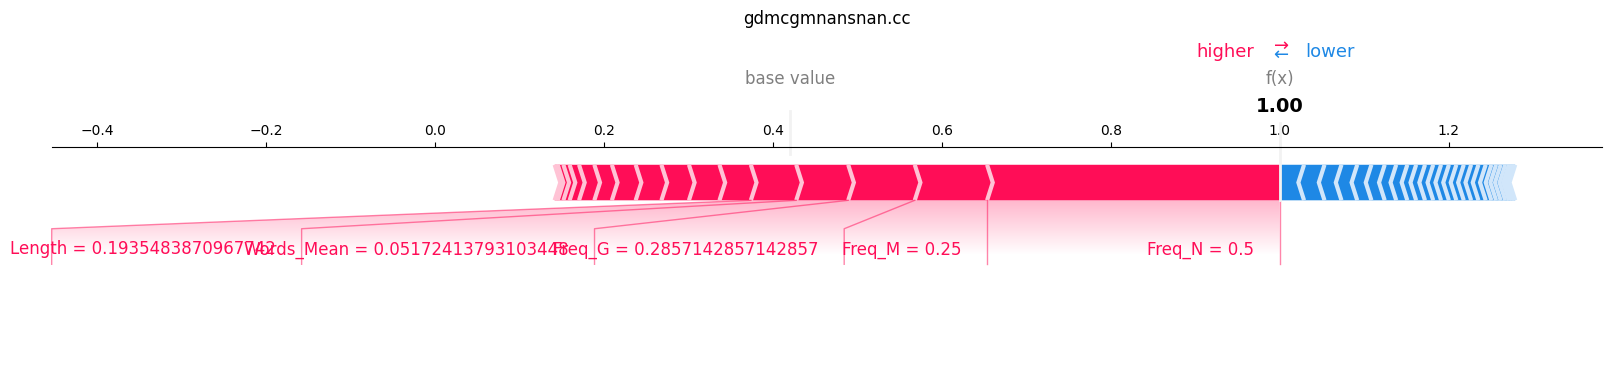 gdmcgmnansnan.cc
higher ⇄ lower
base value f(x)
1.00
−0.4 −0.2 0.0 0.2 0.4 0.6 0.8 1.0 1.2
Length = 0.1935483870967742 Words_Mean = 0.05172413793103448 Freq_G = 0.2857142857142857 Freq_M = 0.25 Freq_N = 0.5